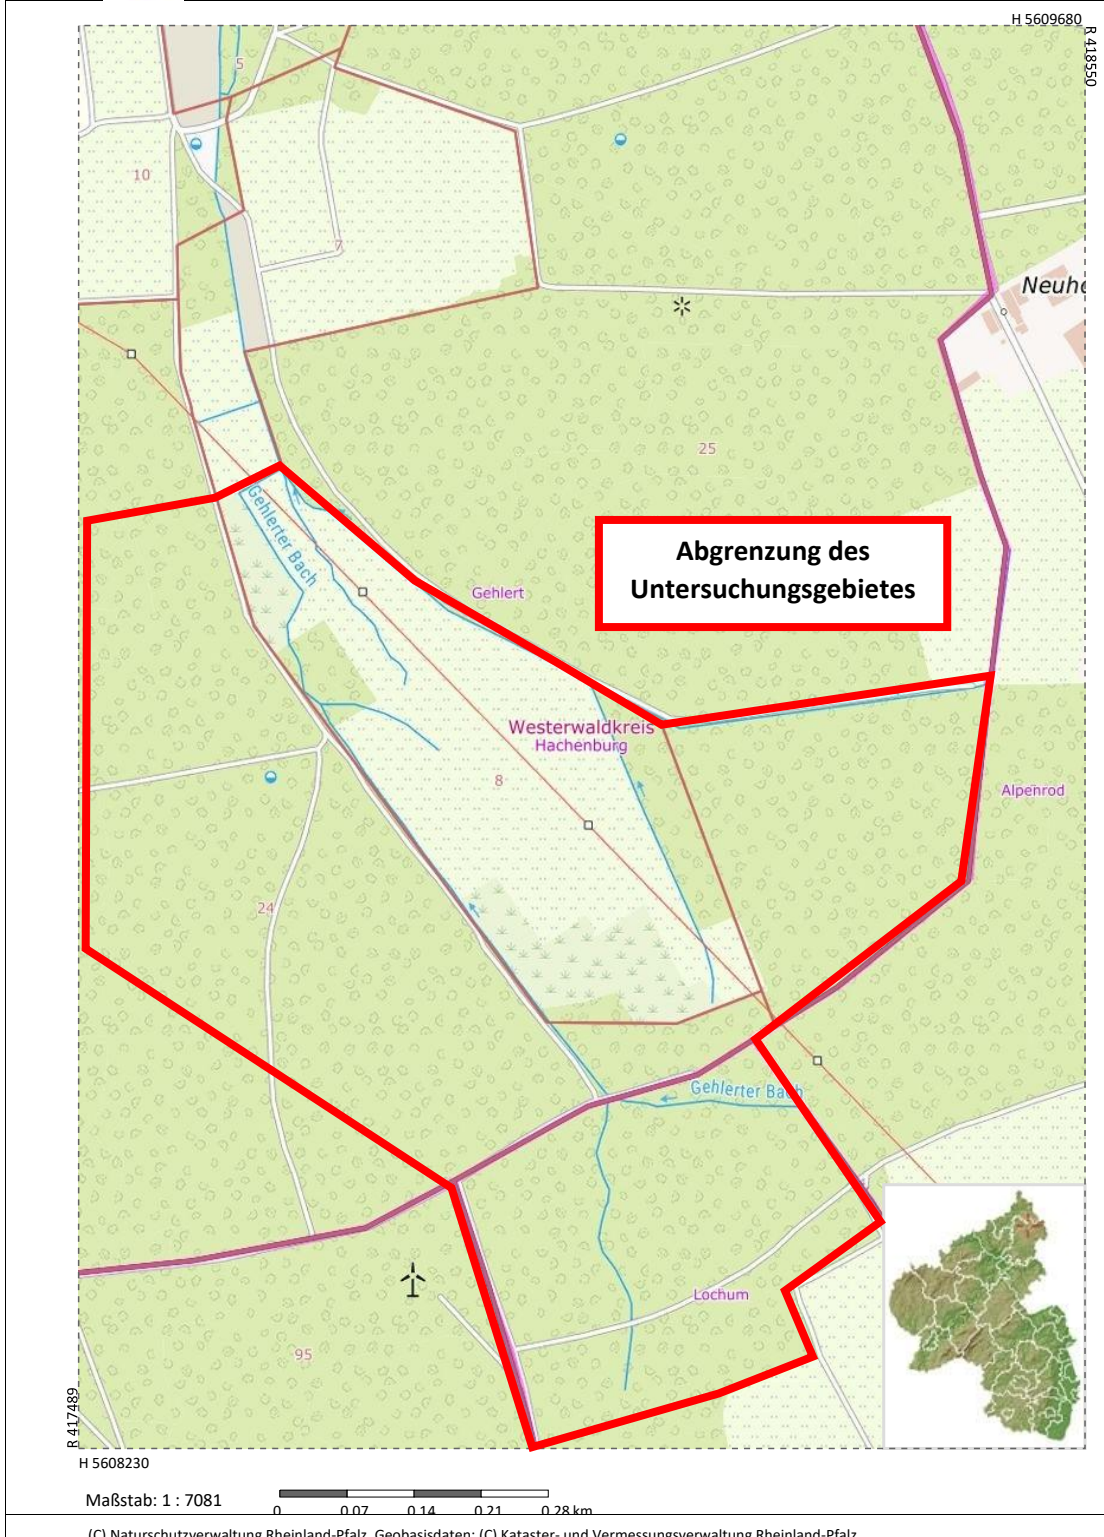 H 5609680
R 418550
5
10
7
Neuho
25
Gehlerter Bach
Abgrenzung des
Untersuchungsgebietes
Gehlert
Westerwaldkreis
Hachenburg
8
Alpenrod
24
Gehlerter Bach
Lochum
95
R 417489
H 5608230
Maßstab: 1 : 7081
0 0,07 0,14 0,21 0,28 km
(C) Naturschutzverwaltung Rheinland-Pfalz, Geobasisdaten: (C) Kataster- und Vermessungsverwaltung Rheinland-Pfalz